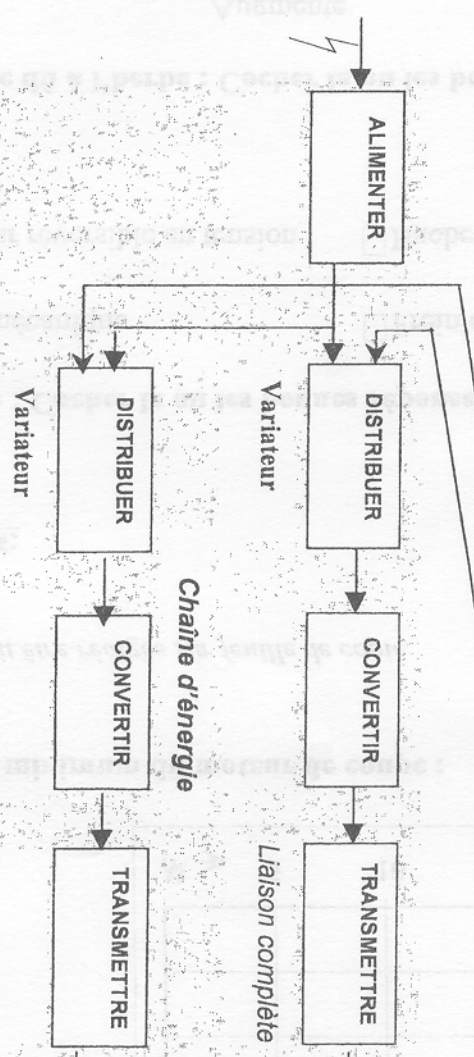 ALIMENTER
DISTRIBUER
Variateur
CONVERTIR
TRANSMETTRE
Liaison complète
Chaîne d'énergie
DISTRIBUER
Variateur
CONVERTIR
TRANSMETTRE